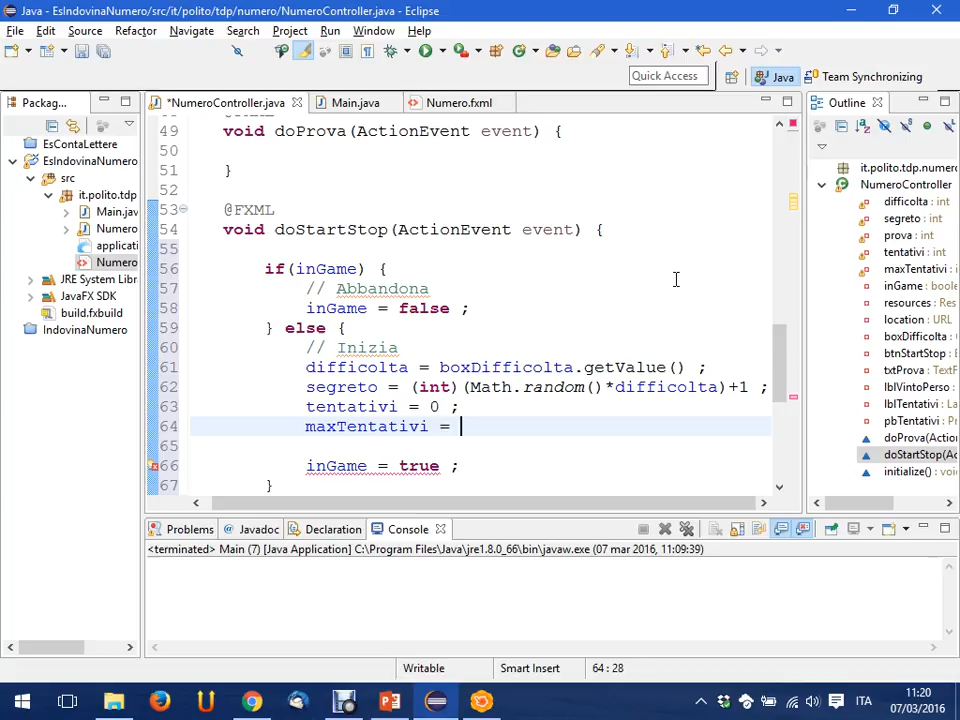 Java - EsIndovinaNumero/src/it/polito/tdp/numero/NumeroController.java - Eclipse
File Edit Source Refactor Navigate Search Project Run Window Help
Quick Access Java Team Synchronizing
Packag...
*NumeroController.java Main.java Numero.fxml
Outline
EsContaLettere
EsIndovinaNumero
src
it.polito.tdp
Main.jav
Numero
applicati
Numero
JRE System Libr
JavaFX SDK
build.fxbuild
IndovinaNumero
49 void doProva(ActionEvent event) {
50
51 }
52
53 @FXML
54 void doStartStop(ActionEvent event) {
55
56 if(inGame) {
57 // Abbandona
58 inGame = false ;
59 } else {
60 // Inizia
61 difficolta = boxDifficolta.getValue() ;
62 segreto = (int)(Math.random()*difficolta)+1 ;
63 tentativi = 0 ;
64 maxTentativi =
65
66 inGame = true ;
67 }
it.polito.tdp.numero
NumeroController
difficolta : int
segreto : int
prova : int
tentativi : int
maxTentativi :
inGame : boole
resources : Res
location : URL
boxDifficolta :
btnStartStop :
txtProva : TextF
lblVintoPerso :
lblTentativi : La
pbTentativi : P
doProva(Action
doStartStop(Ac
initialize() : voic
Problems Javadoc Declaration Console
<terminated> Main (7) [Java Application] C:\Program Files\Java\jre1.8.0_66\bin\javaw.exe (07 mar 2016, 11:09:39)
Writable Smart Insert 64 : 28
ITA
11:20
07/03/2016